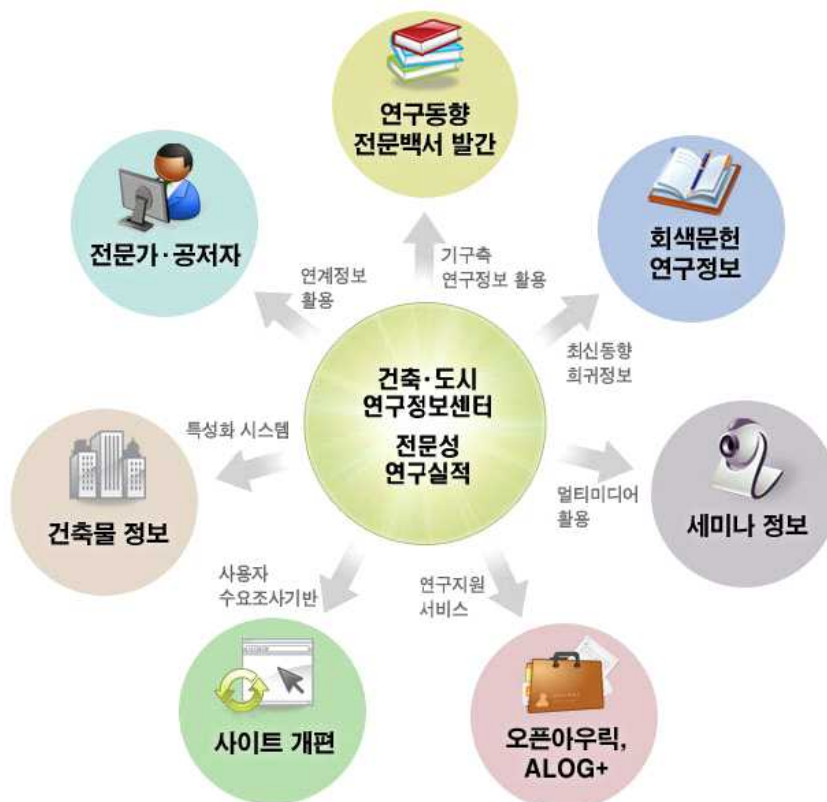 연구동향
전문백서 발간
전문가·공저자
회색문헌
연구정보
연계정보
활용
기구축
연구정보 활용
최신동향
희귀정보
건축·도시
연구정보센터
전문성
연구실적
특성화 시스템
건축물 정보
멀티미디어
활용
세미나 정보
사용자
수요조사기반
연구지원
서비스
사이트 개편
오픈아우릭,
ALOG+